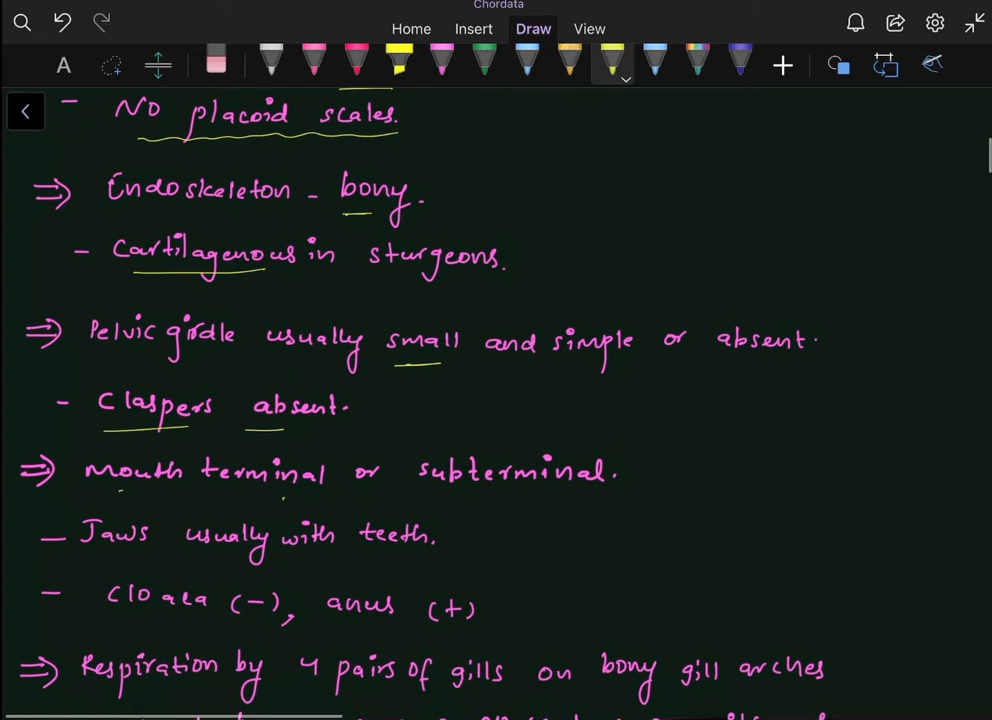 Chordata
Home Insert Draw View
- No placoid scales.
⇒ Endoskeleton - bony.
- Cartilagenous in sturgeons.
⇒ Pelvic girdle usually small and simple or absent.
- Claspers absent.
⇒ Mouth terminal or subterminal.
- Jaws usually with teeth.
- Cloaca (-), anus (+)
⇒ Respiration by 4 pairs of gills on bony gill arches